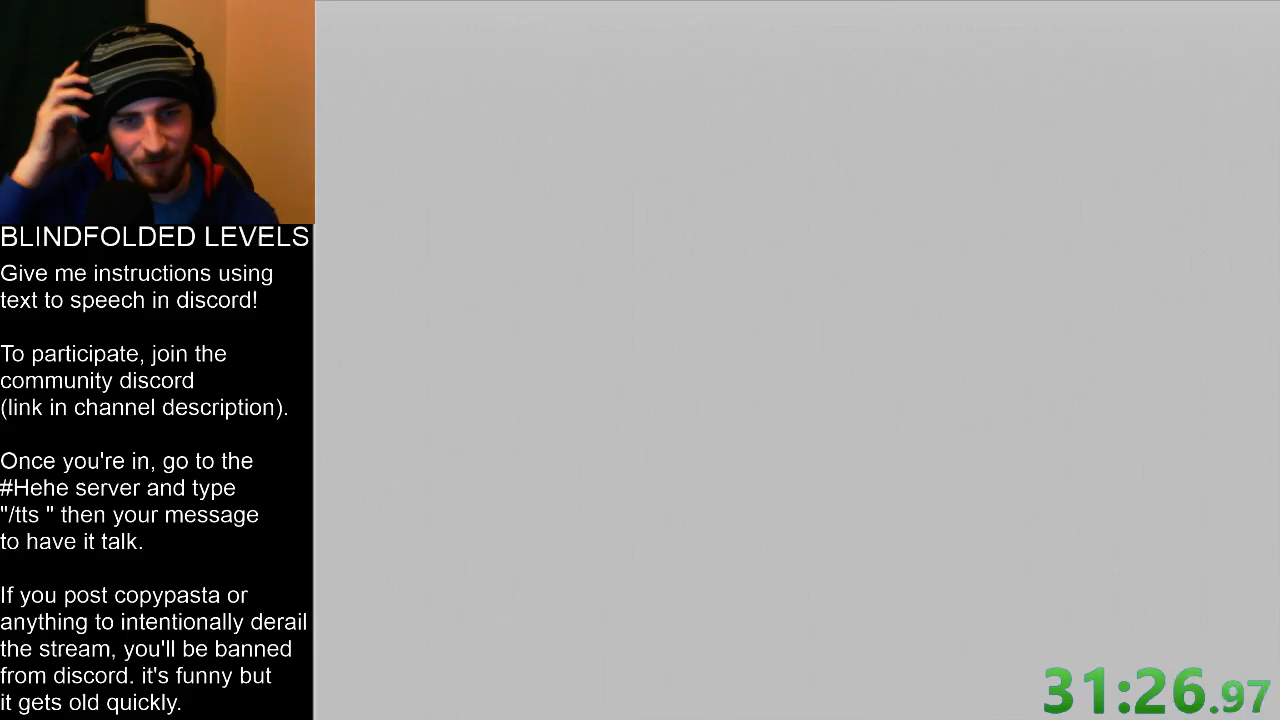 BLINDFOLDED LEVELS
Give me instructions using
text to speech in discord!
To participate, join the
community discord
(link in channel description).
Once you're in, go to the
#Hehe server and type
"/tts " then your message
to have it talk.
If you post copypasta or
anything to intentionally derail
the stream, you'll be banned
from discord. it's funny but
it gets old quickly.
31:26.97